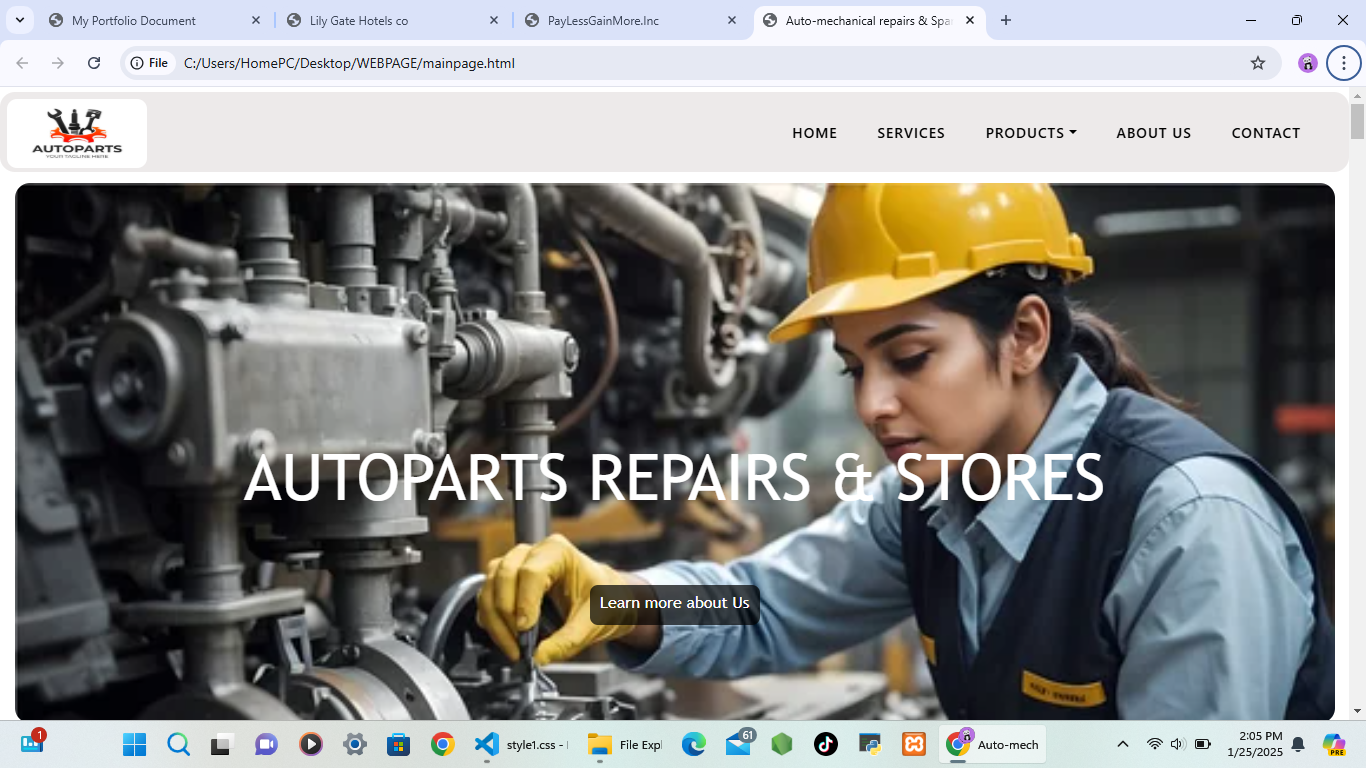 My Portfolio Document
Lily Gate Hotels co
PayLessGainMore.Inc
Auto-mechanical repairs & Spa
File
C:/Users/HomePC/Desktop/WEBPAGE/mainpage.html
AUTOPARTS
YOUR TAGLINE HERE
HOME
SERVICES
PRODUCTS
ABOUT US
CONTACT
AUTOPARTS REPAIRS & STORES
Learn more about Us
1
style1.css -
File Expl
61
Auto-mech
2:05 PM
1/25/2025
PRE